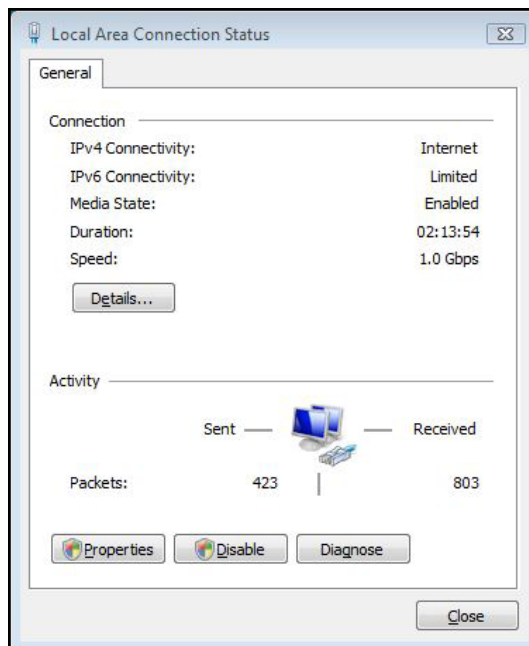 Local Area Connection Status
General
Connection
IPv4 Connectivity: Internet
IPv6 Connectivity: Limited
Media State: Enabled
Duration: 02:13:54
Speed: 1.0 Gbps
Details...
Activity
Sent Received
Packets: 423 803
Properties Disable Diagnose
Close